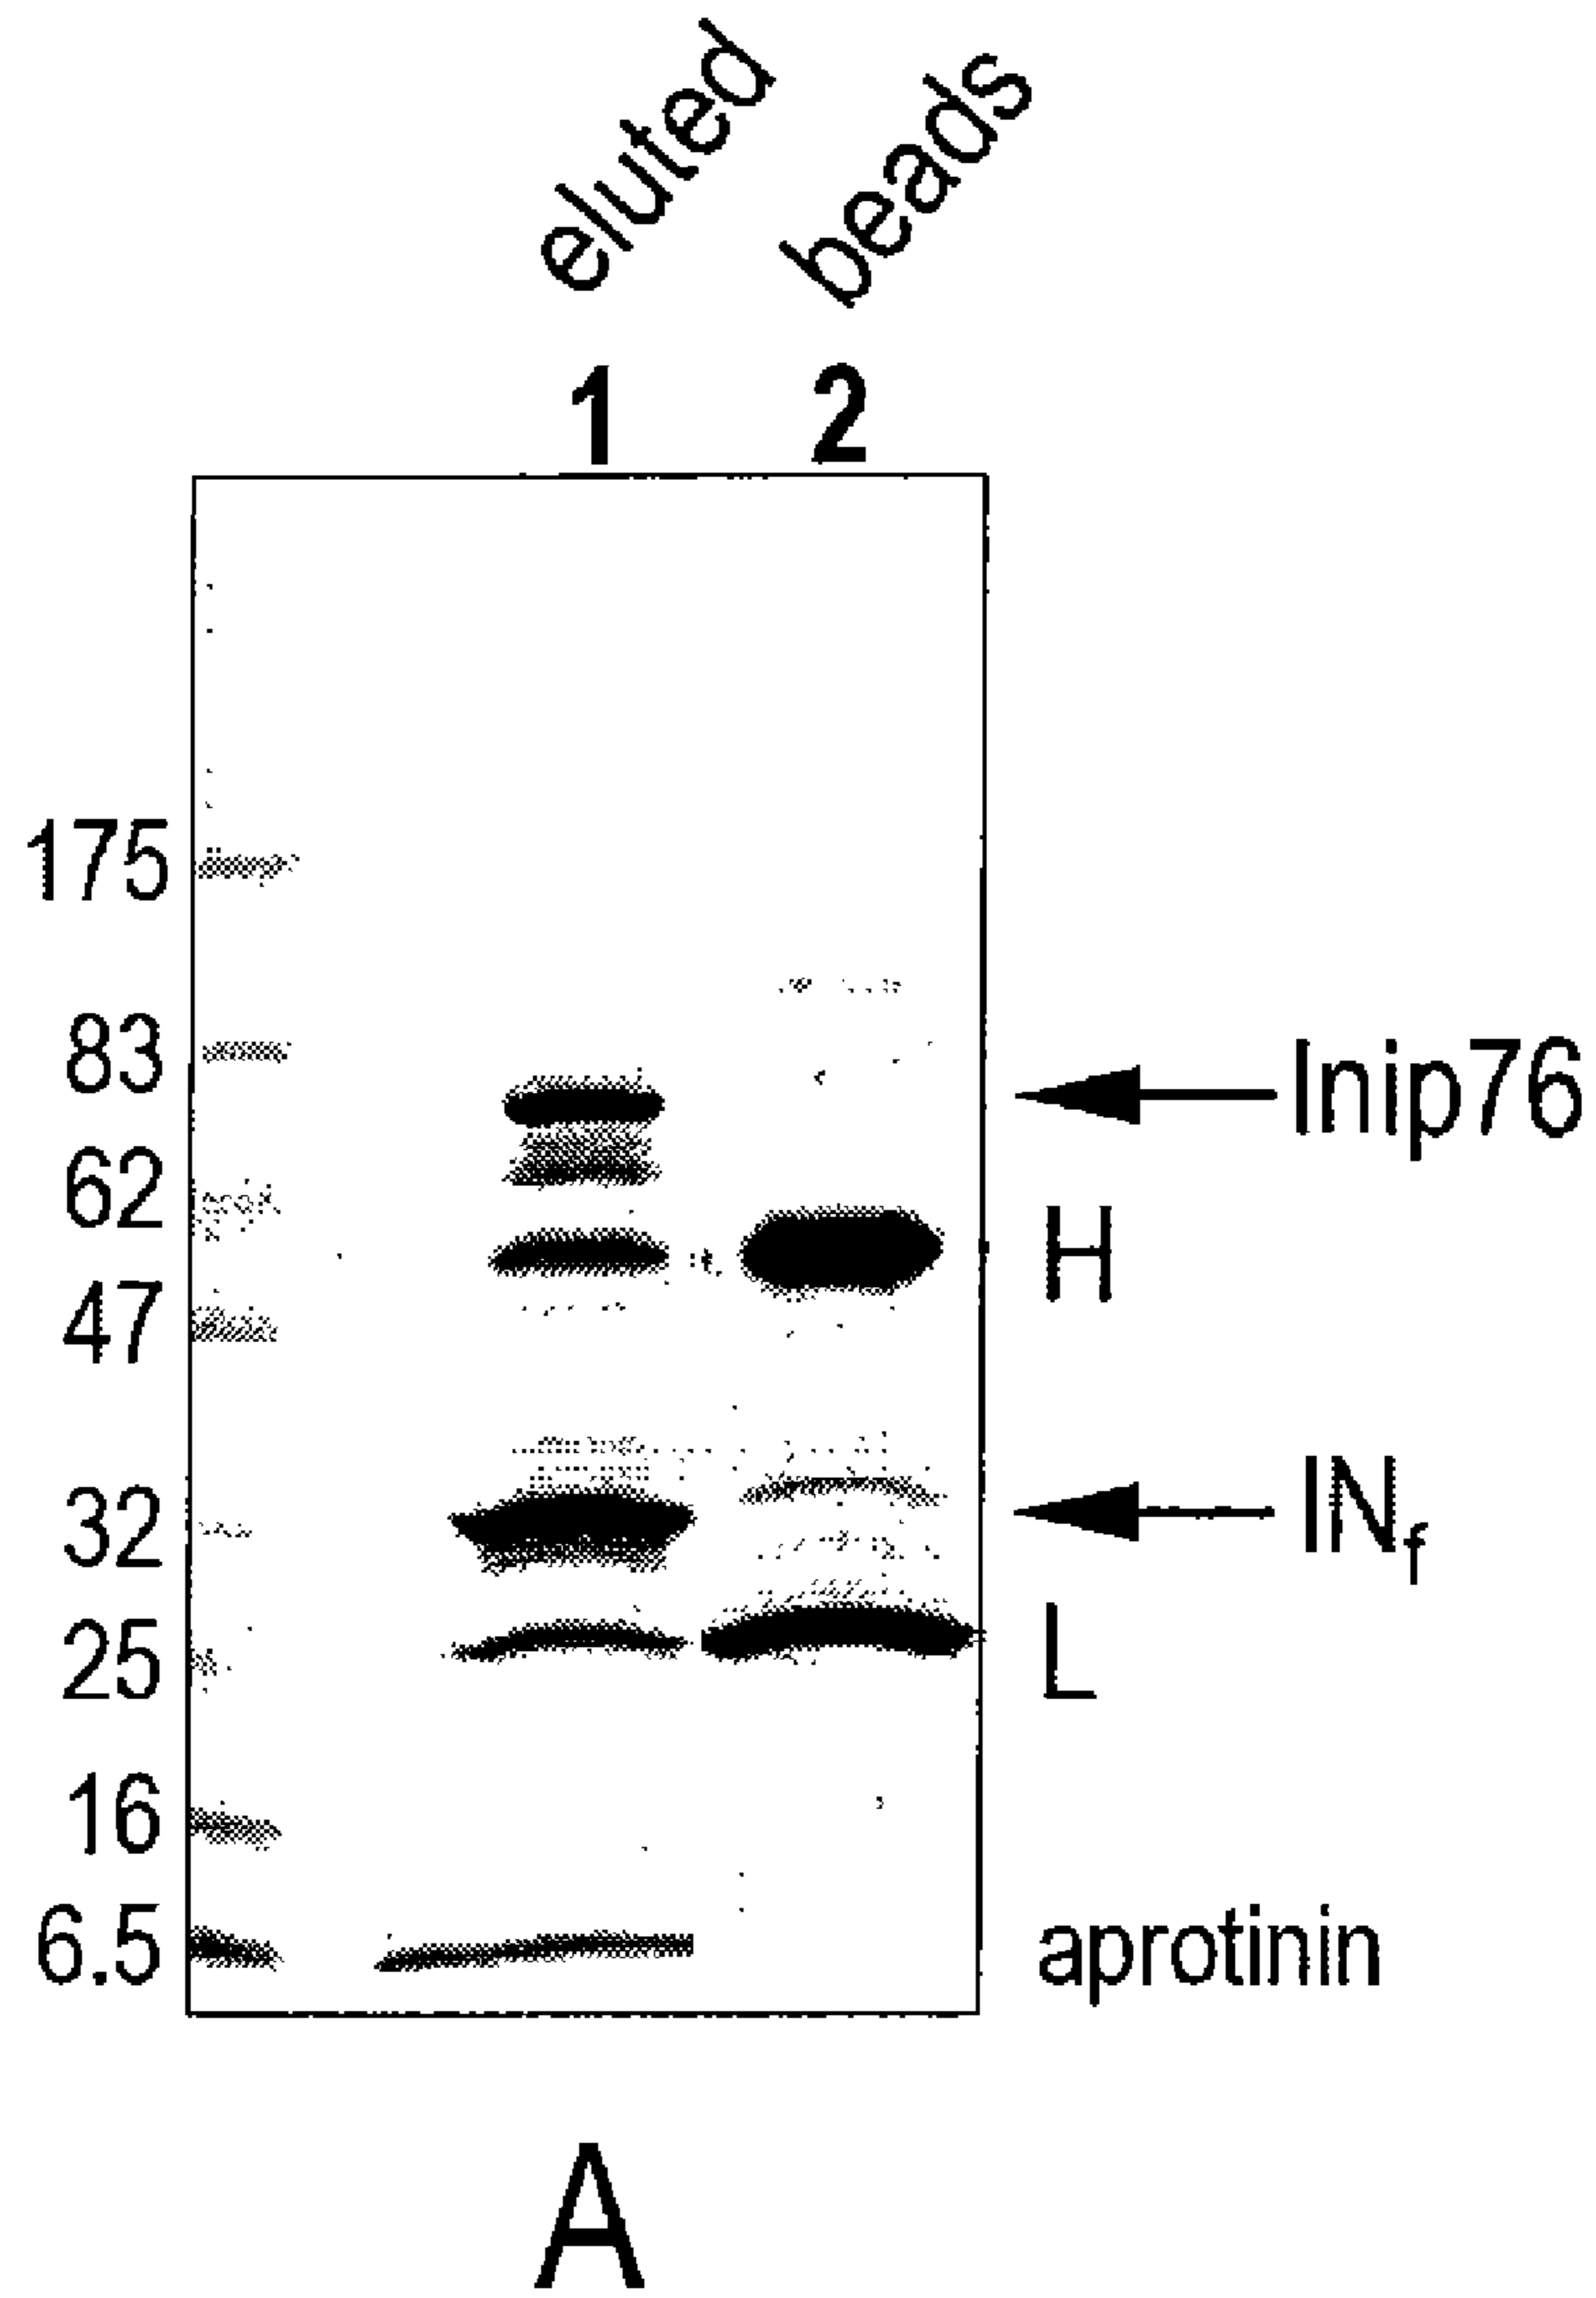 eluted
beads
1 2
175
83
Inip76
62
H
47
32
INf
25
L
16
6.5
aprotinin
A